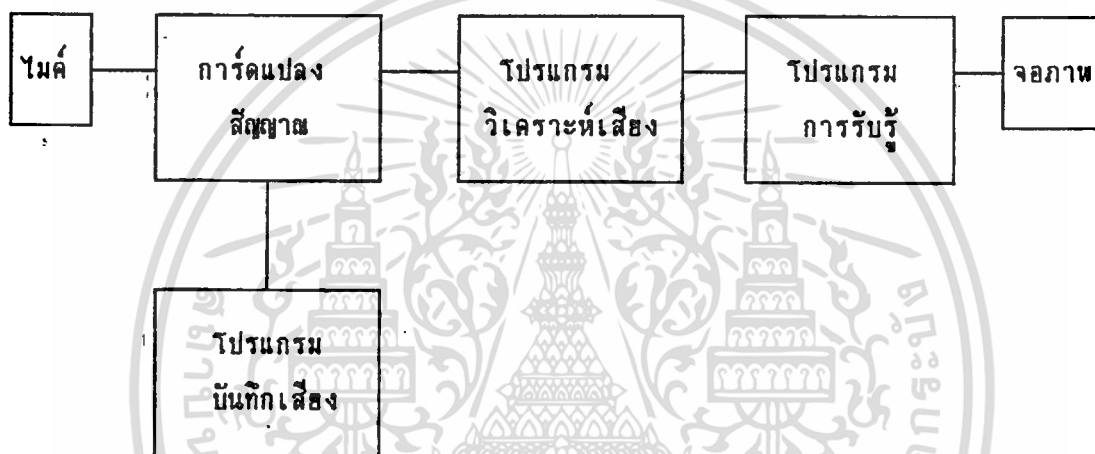 ไมค์
การ์ดแปลง
สัญญาณ
โปรแกรม
วิเคราะห์เสียง
โปรแกรม
การรับรู้
จอภาพ
โปรแกรม
บันทึกเสียง